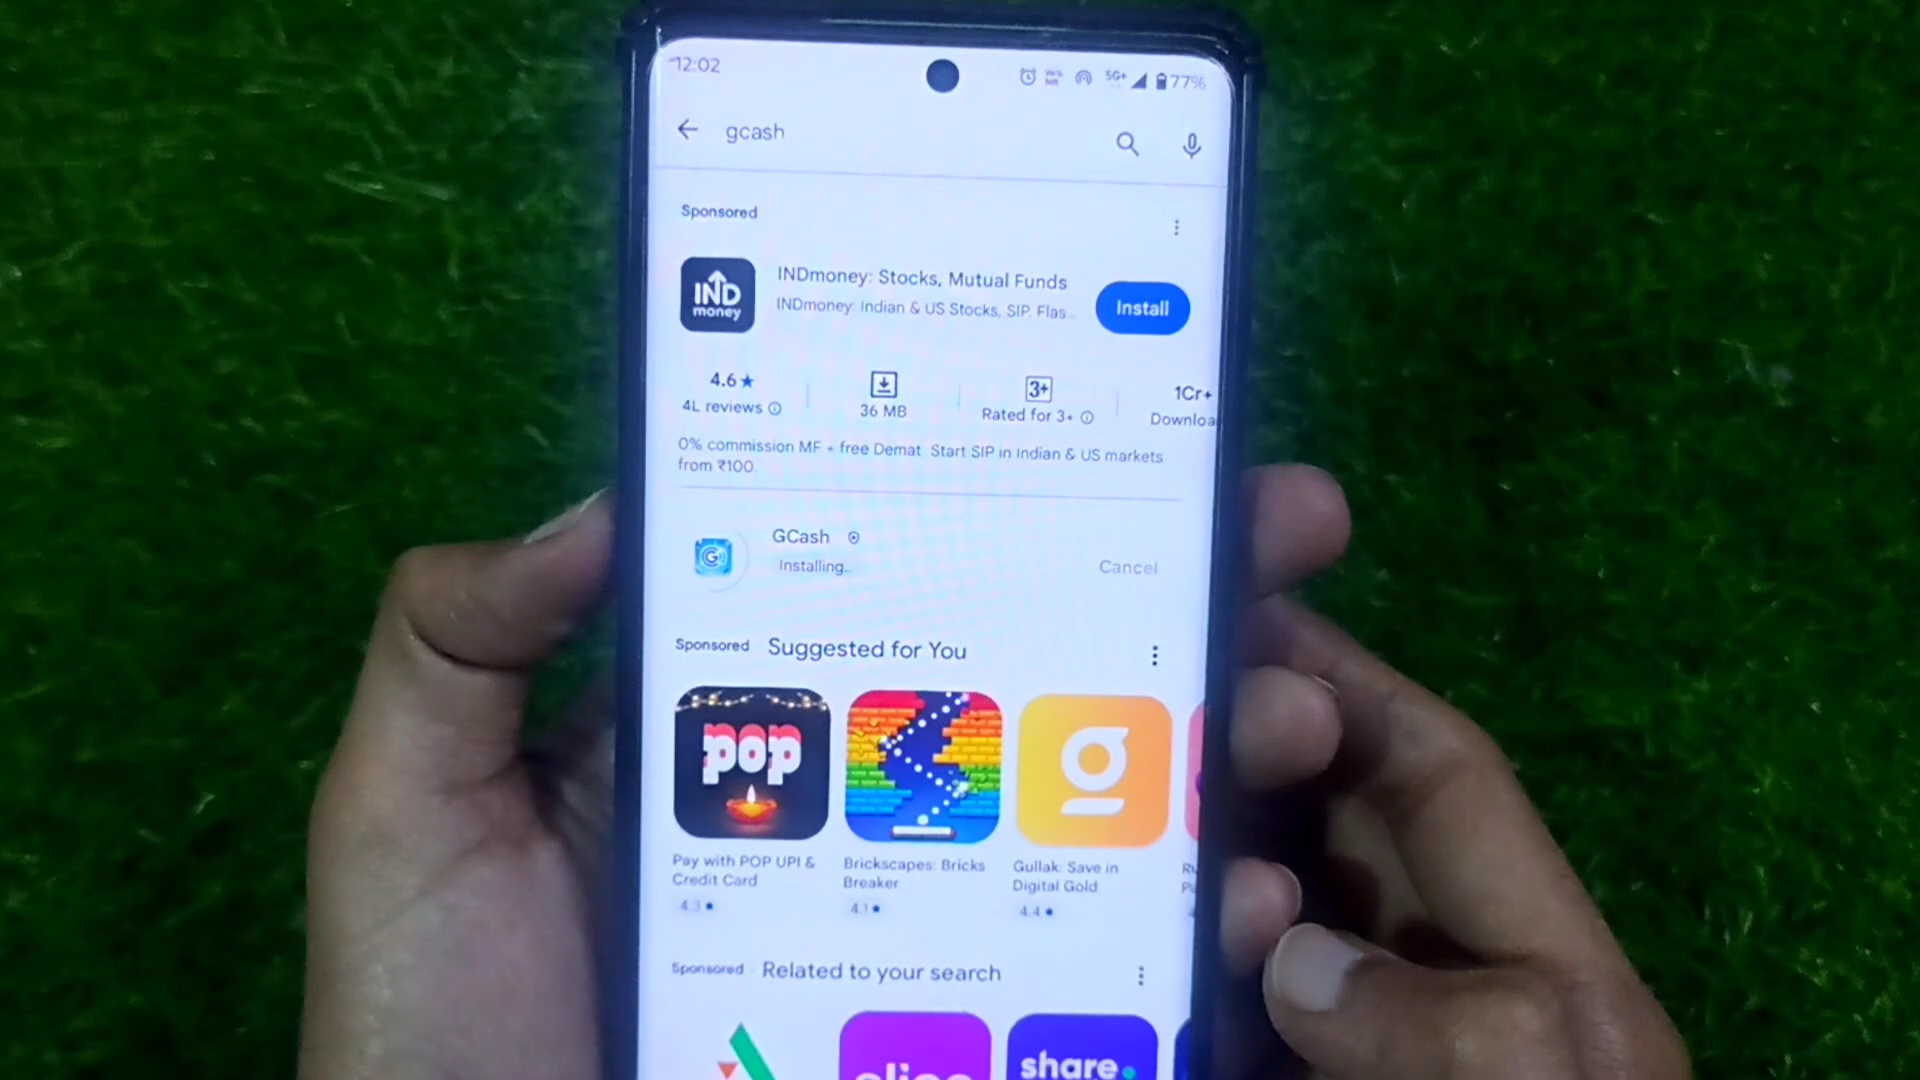 12:02
5G+
77%
gcash
Sponsored
IND
money
INDmoney: Stocks, Mutual Funds
INDmoney: Indian & US Stocks, SIP, Flas...
Install
4.6★
4L reviews
36 MB
3+
Rated for 3+
1Cr+
Downloa
0% commission MF + free Demat. Start SIP in Indian & US markets
from ₹100.
GCash
Installing...
Cancel
Sponsored
Suggested for You
pop
Pay with POP UPI &
Credit Card
4.3★
Brickscapes: Bricks
Breaker
4.1★
Gullak: Save in
Digital Gold
4.4★
Sponsored
Related to your search
slice
share.